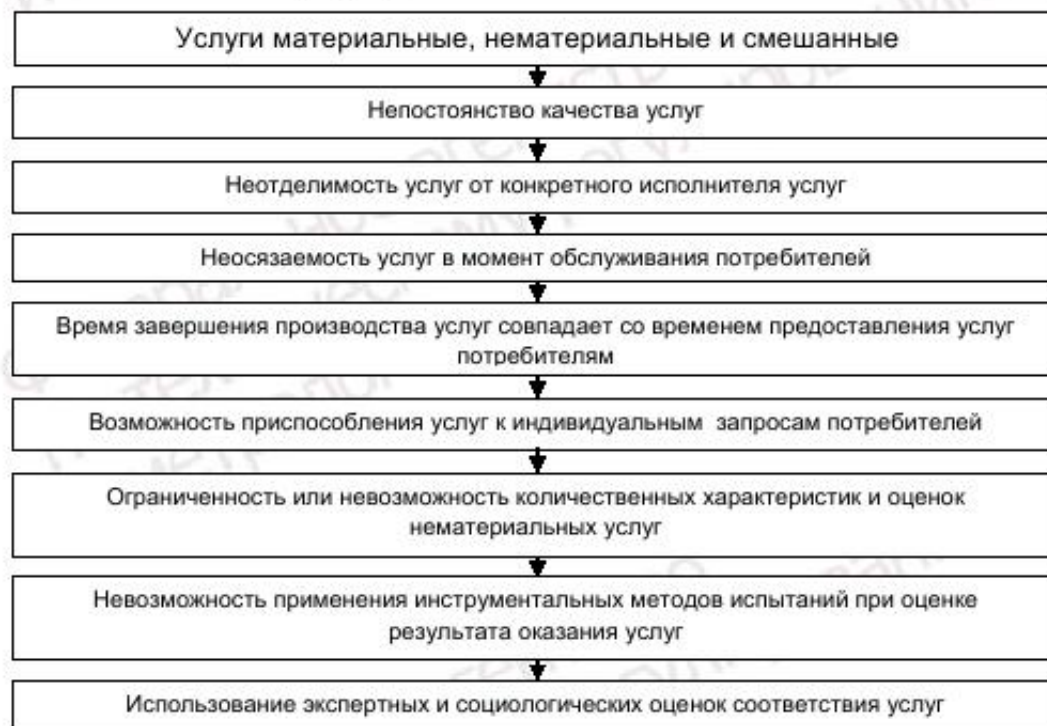 Услуги материальные, нематериальные и смешанные
Непостоянство качества услуг
Неотделимость услуг от конкретного исполнителя услуг
Неосязаемость услуг в момент обслуживания потребителей
Время завершения производства услуг совпадает со временем предоставления услуг
потребителям
Возможность приспособления услуг к индивидуальным запросам потребителей
Ограниченность или невозможность количественных характеристик и оценок
нематериальных услуг
Невозможность применения инструментальных методов испытаний при оценке
результата оказания услуг
Использование экспертных и социологических оценок соответствия услуг